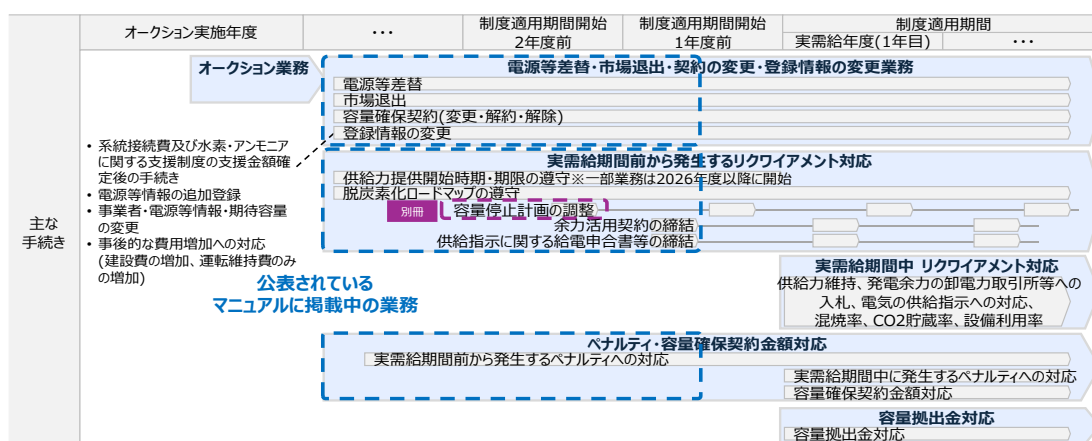 オークション実施年度
・・・
制度適用期間開始
2年度前
制度適用期間開始
1年度前
制度適用期間
実需給年度(1年目)
・・・
主な
手続き
オークション業務
電源等差替・市場退出・契約の変更・登録情報の変更業務
電源等差替
市場退出
容量確保契約(変更・解約・解除)
登録情報の変更
• 系統接続費及び水素・アンモニア
に関する支援制度の支援金額確
定後の手続き
• 電源等情報の追加登録
• 事業者・電源等情報・期待容量
の変更
• 事後的な費用増加への対応
(建設費の増加、運転維持費のみ
の増加)
実需給期間前から発生するリクワイアメント対応
供給力提供開始時期・期限の遵守※一部業務は2026年度以降に開始
脱炭素化ロードマップの遵守
別冊
容量停止計画の調整
余力活用契約の締結
供給指示に関する給電申合書等の締結
公表されている
マニュアルに掲載中の業務
実需給期間中 リクワイアメント対応
供給力維持、発電余力の卸電力取引所等への
入札、電気の供給指示への対応、
混焼率、CO2貯蔵率、設備利用率
ペナルティ・容量確保契約金額対応
実需給期間前から発生するペナルティへの対応
実需給期間中に発生するペナルティへの対応
容量確保契約金額対応
容量拠出金対応
容量拠出金対応